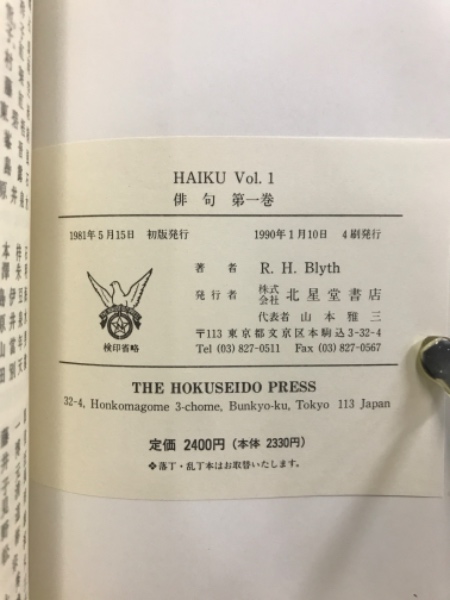 HAIKU Vol. 1
俳句 第一巻
1981年5月15日 初版発行 1990年1月10日 4刷発行
著者 R. H. Blyth
発行者 株式会社 北星堂書店
代表者 山本雅三
〒113 東京都文京区本駒込3-32-4
Tel (03) 827-0511 Fax (03) 827-0567
検印省略
THE HOKUSEIDO PRESS
32-4, Honkomagome 3-chome, Bunkyo-ku, Tokyo 113 Japan
定価 2400円 (本体 2330円)
❖落丁・乱丁本はお取替いたします。